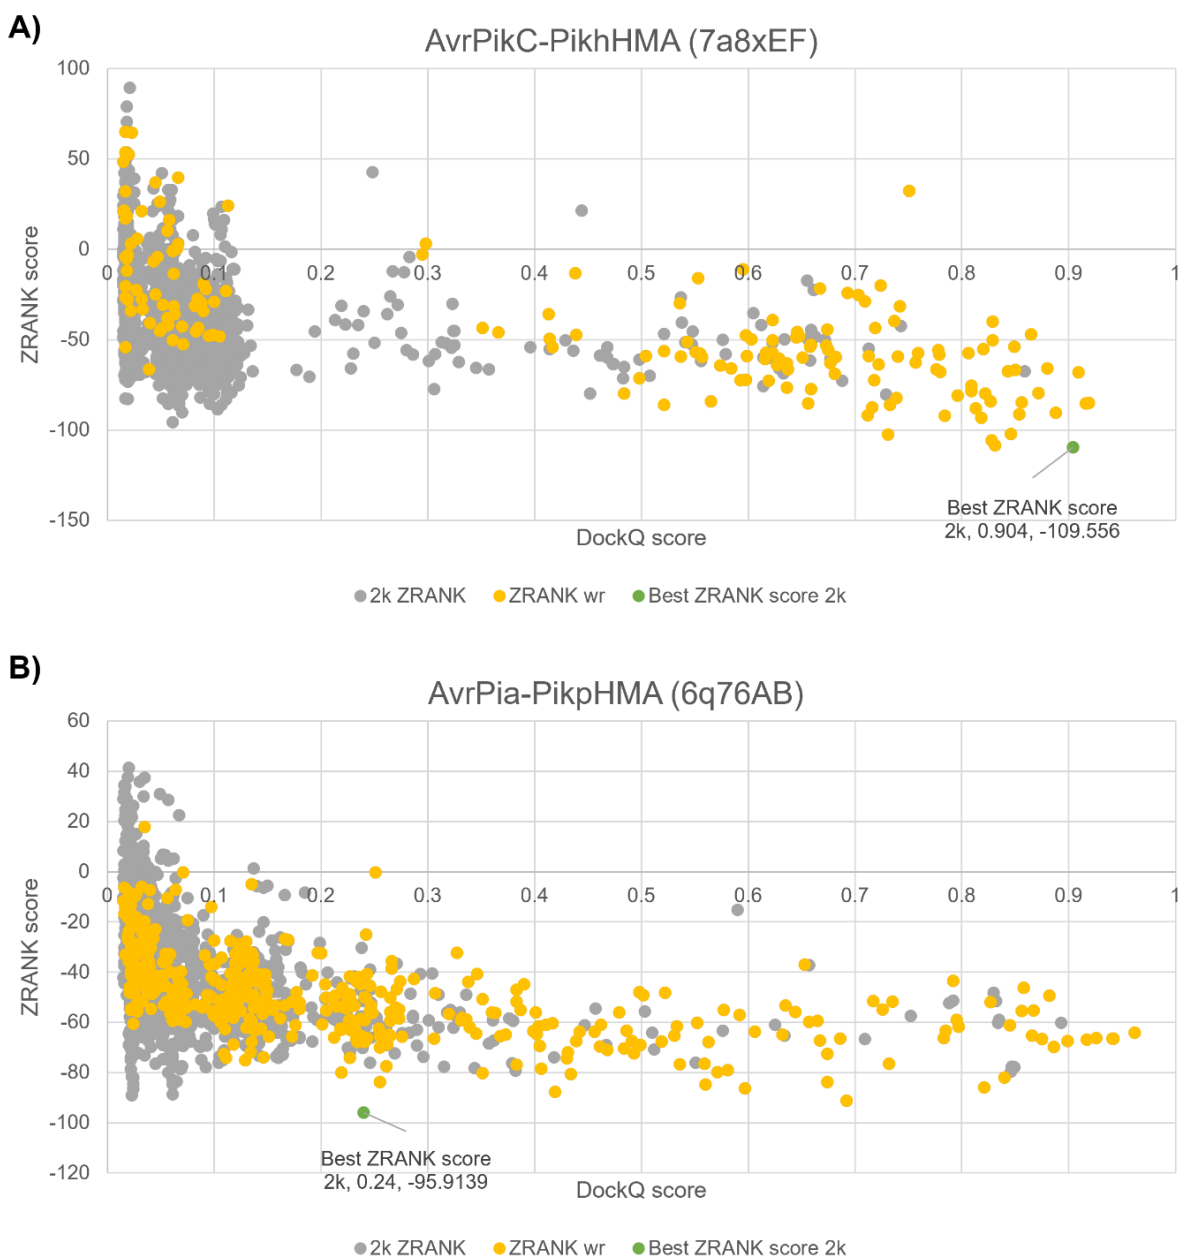 A)
AvrPikC-PikhHMA (7a8xEF)
100
50
0
-50
-100
-150
ZRANK score
0 0.1 0.2 0.3 0.4 0.5 0.6 0.7 0.8 0.9 1
Best ZRANK score
2k, 0.904, -109.556
DockQ score
2k ZRANK ZRANK wr Best ZRANK score 2k
B)
AvrPia-PikpHMA (6q76AB)
60
40
20
0
-20
-40
-60
-80
-100
-120
ZRANK score
0 0.1 0.2 0.3 0.4 0.5 0.6 0.7 0.8 0.9 1
Best ZRANK score
2k, 0.24, -95.9139
DockQ score
2k ZRANK ZRANK wr Best ZRANK score 2k